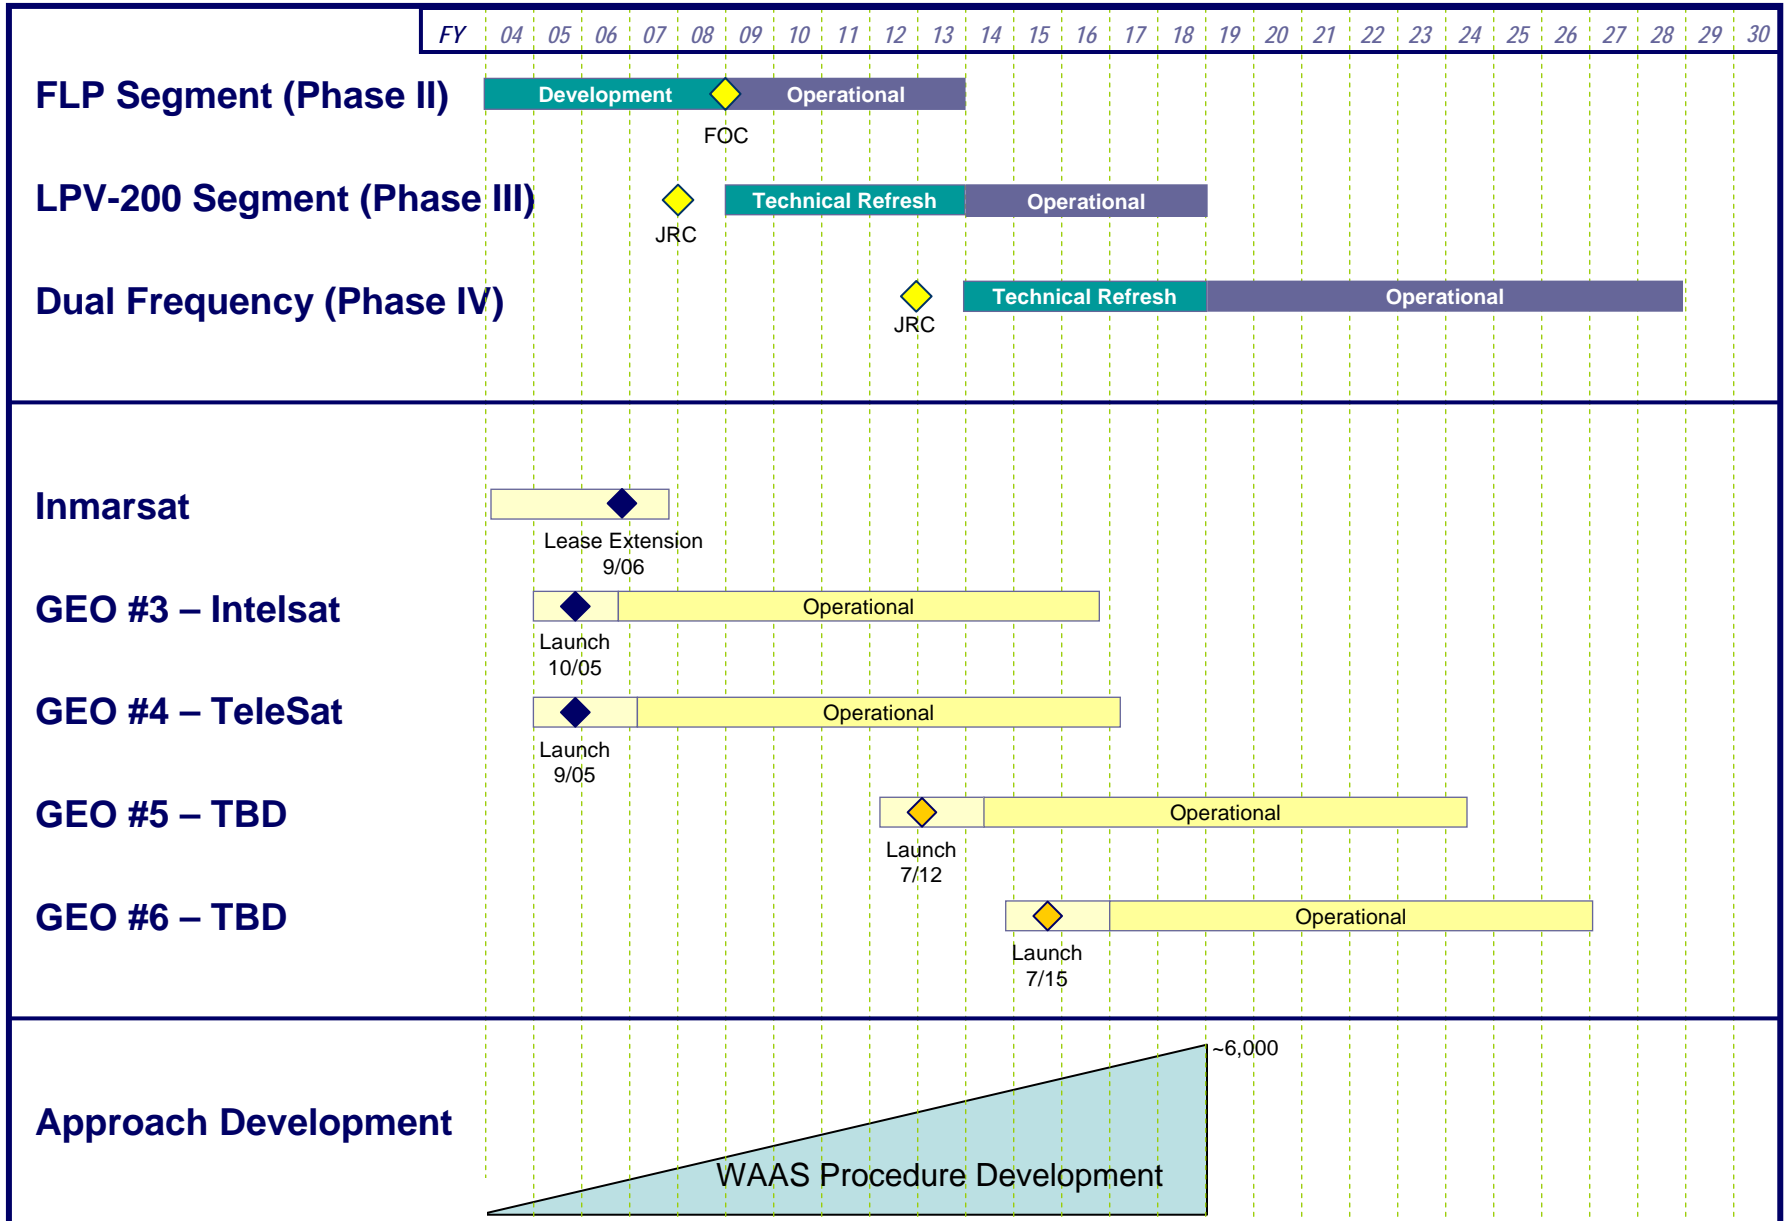 FY 04 05 06 07 08 09 10 11 12 13 14 15 16 17 18 19 20 21 22 23 24 25 26 27 28 29 30
FLP Segment (Phase II) Development Operational
FOC
LPV-200 Segment (Phase III) Technical Refresh Operational
JRC
Dual Frequency (Phase IV) Technical Refresh Operational
JRC
Inmarsat
Lease Extension
9/06
GEO #3 – Intelsat Operational
Launch
10/05
GEO #4 – TeleSat Operational
Launch
9/05
GEO #5 – TBD Operational
Launch
7/12
GEO #6 – TBD Operational
Launch
7/15
~6,000
Approach Development
WAAS Procedure Development